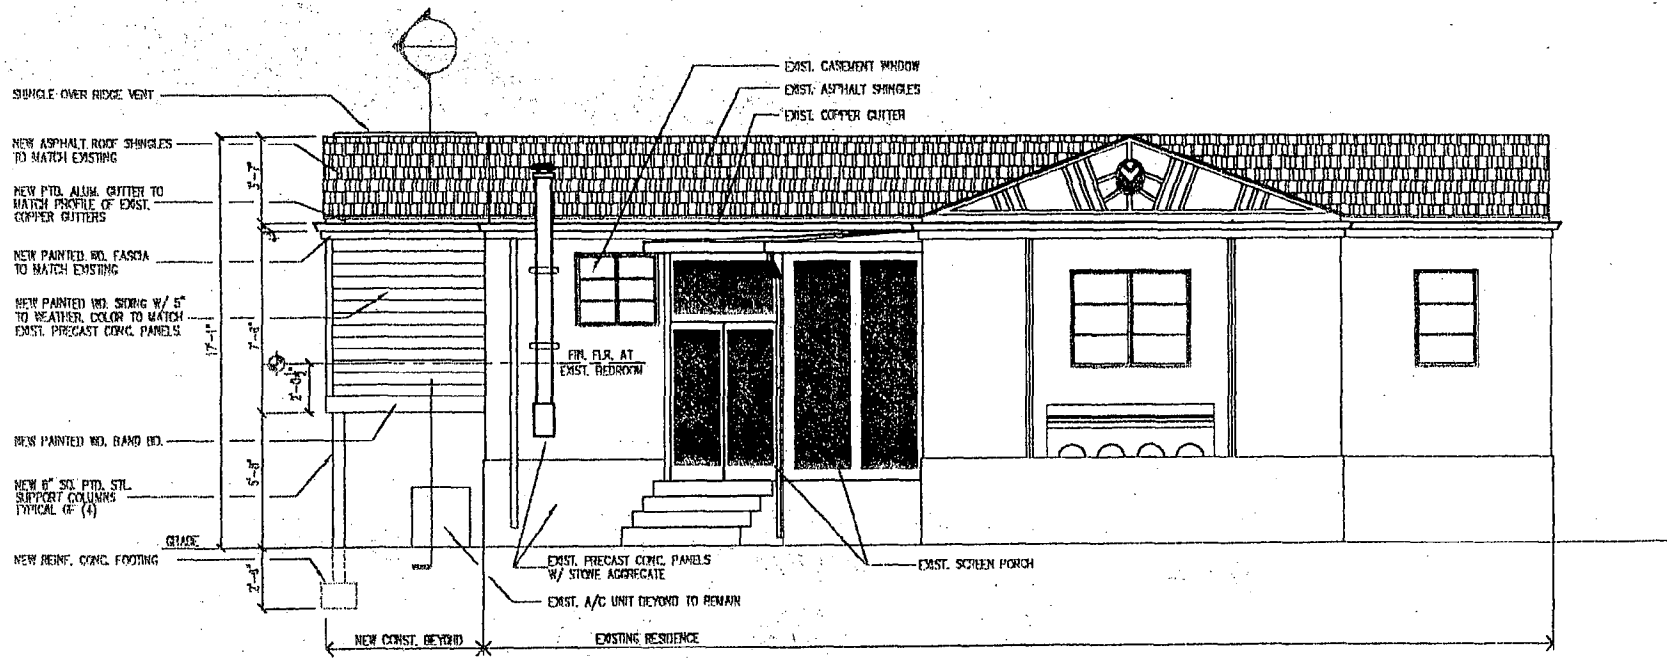 SHINGLE OVER RIDGE VENT
NEW ASPHALT ROOF SHINGLES
TO MATCH EXISTING
NEW PTD. ALUM. GUTTER TO
MATCH PROFILE OF EXIST.
COPPER GUTTERS
NEW PAINTED WD. FASCIA
TO MATCH EXISTING
NEW PAINTED WD. SIDING W/ 5"
TO WEATHER, COLOR TO MATCH
EXIST. PRECAST CONC. PANELS.
NEW PAINTED WD. BAND BD.
NEW 6" SQ. PTD. STL.
SUPPORT COLUMNS
TYPICAL OF (4)
GRADE
NEW REINF. CONC. FOOTING
17'-1"
5'-8"
EXIST. CASEMENT WINDOW
EXIST. ASPHALT SHINGLES
EXIST. COPPER GUTTER
FIN. FLR. AT
EXIST. BEDROOM
EXIST. PRECAST CONC. PANELS
W/ STONE AGGREGATE
EXIST. A/C UNIT BEYOND TO REMAIN
EXIST. SCREEN PORCH
NEW CONST. BEYOND
EXISTING RESIDENCE